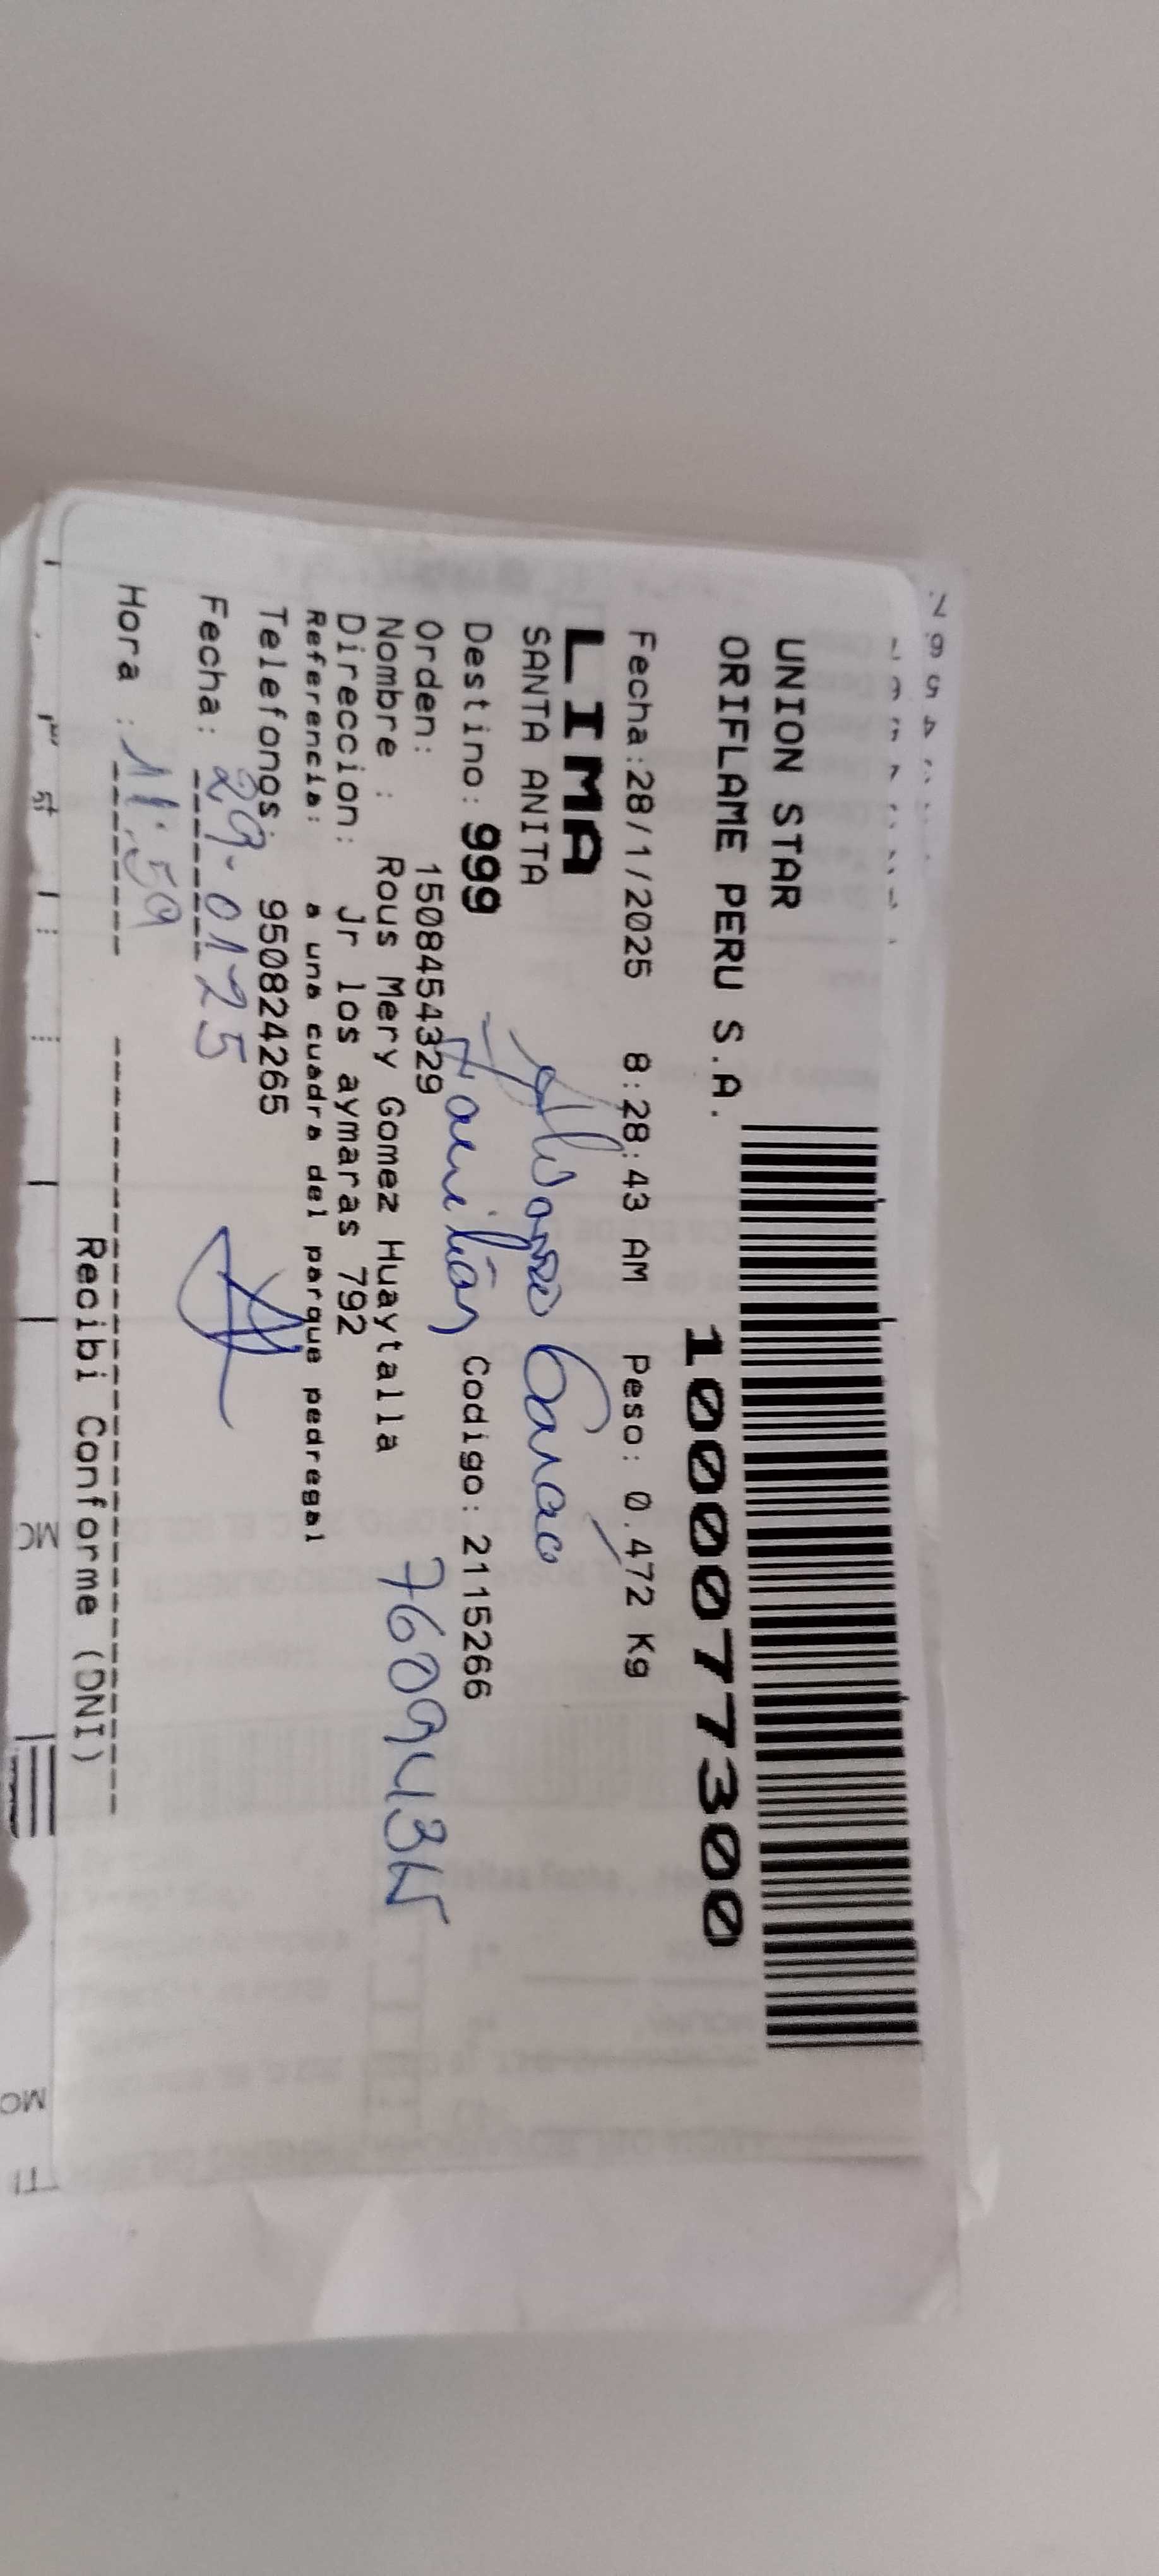 UNION STAR
ORIFLAME PERU S.A.
10000777300
Fecha:28/1/2025 8:28:43 AM Peso: 0.472 Kg
LIMA
SANTA ANITA
Destino: 999 Codigo: 2115266
Orden: 1508454329
Nombre : Rous Mery Gomez Huaytalla
Direccion: Jr los aymaras 792
Referencia: a una cuadra del parque pedregal
Telefonos: 950824265
Fecha: 29-01-25
Hora : 11:59
Recibi Conforme (DNI)